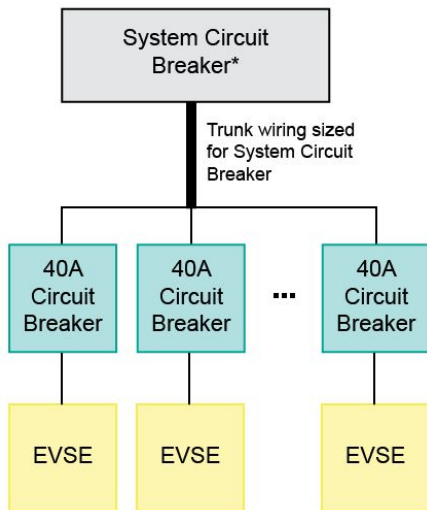 System Circuit
Breaker*
Trunk wiring sized
for System Circuit
Breaker
40A
Circuit
Breaker
40A
Circuit
Breaker
...
40A
Circuit
Breaker
EVSE
EVSE
EVSE